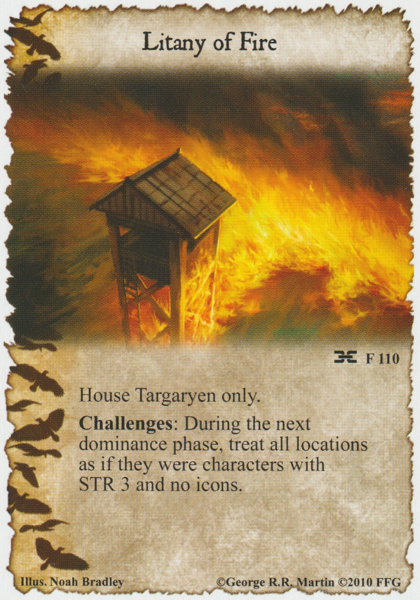 Litany of Fire
F 110
House Targaryen only.
Challenges: During the next
dominance phase, treat all locations
as if they were characters with
STR 3 and no icons.
Illus. Noah Bradley ©George R.R. Martin ©2010 FFG